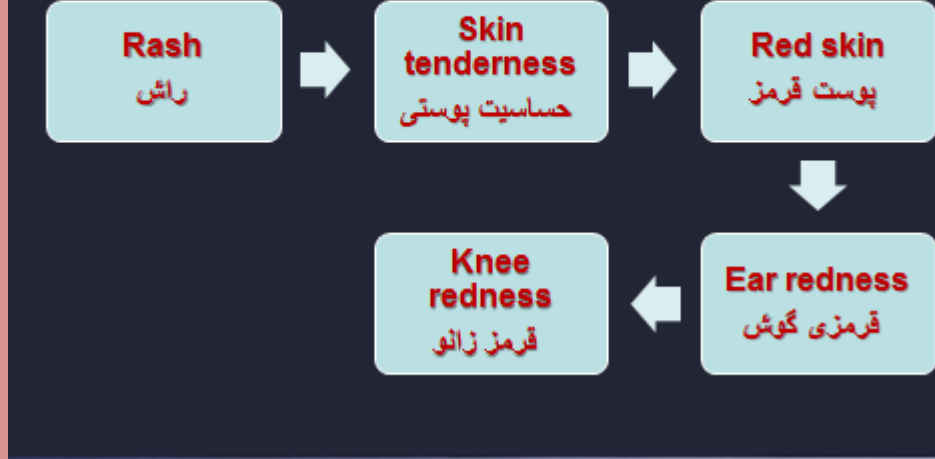 Rash
راش
Skin
tenderness
حساسیت پوستی
Red skin
پوست قرمز
Ear redness
قرمزی گوش
Knee
redness
قرمز زانو